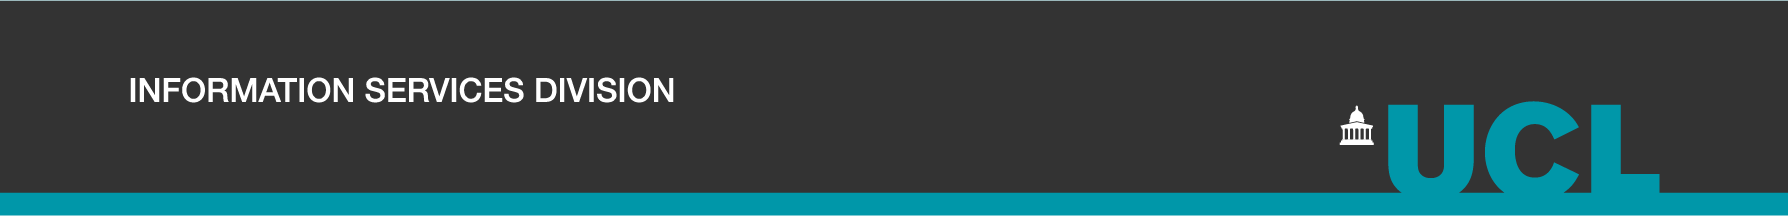 INFORMATION SERVICES DIVISION
UCL